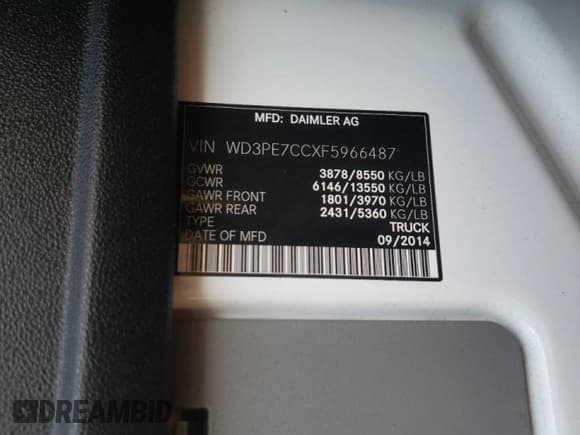 MFD: DAIMLER AG
VIN WD3PE7CCXF5966487
GVWR 3878/8550 KG/LB
GCWR 6146/13550 KG/LB
GAWR FRONT 1801/3970 KG/LB
GAWR REAR 2431/5360 KG/LB
TYPE TRUCK
DATE OF MFD 09/2014
DREAMBID